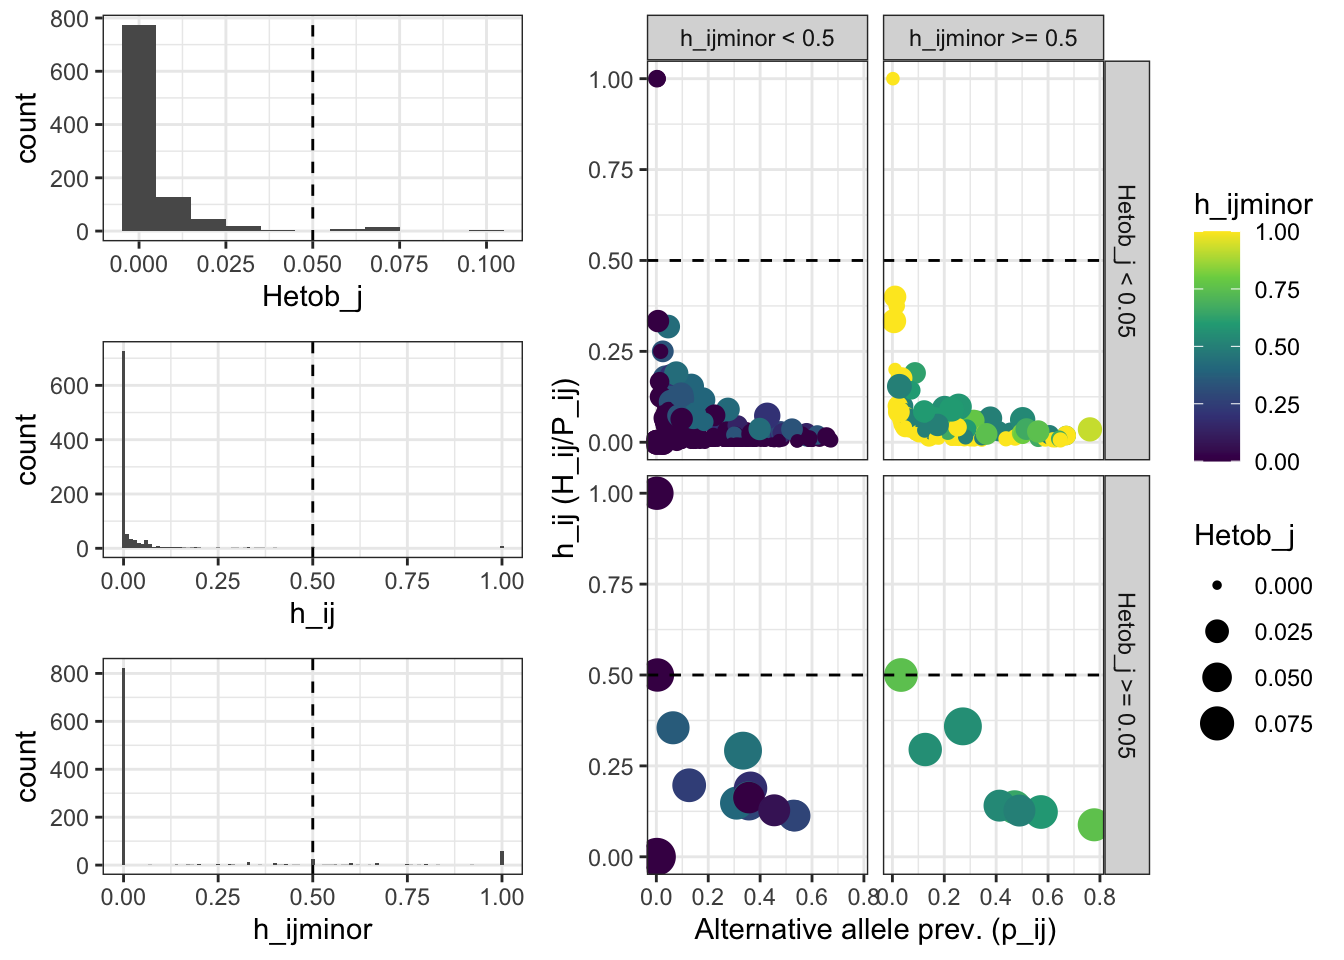 800
600
400
200
0
count
0.000 0.025 0.050 0.075 0.100
Hetob_j
600
400
200
0
count
0.00 0.25 0.50 0.75 1.00
h_ij
800
600
400
200
0
count
0.00 0.25 0.50 0.75 1.00
h_ijminor
h_ijminor < 0.5
h_ijminor >= 0.5
1.00
0.75
0.50
0.25
0.00
Hetob_j < 0.05
h_ij (H_ij/P_ij)
1.00
0.75
0.50
0.25
0.00
Hetob_j >= 0.05
0.0 0.2 0.4 0.6 0.8
0.0 0.2 0.4 0.6 0.8
Alternative allele prev. (p_ij)
h_ijminor
1.00
0.75
0.50
0.25
0.00
Hetob_j
0.000
0.025
0.050
0.075